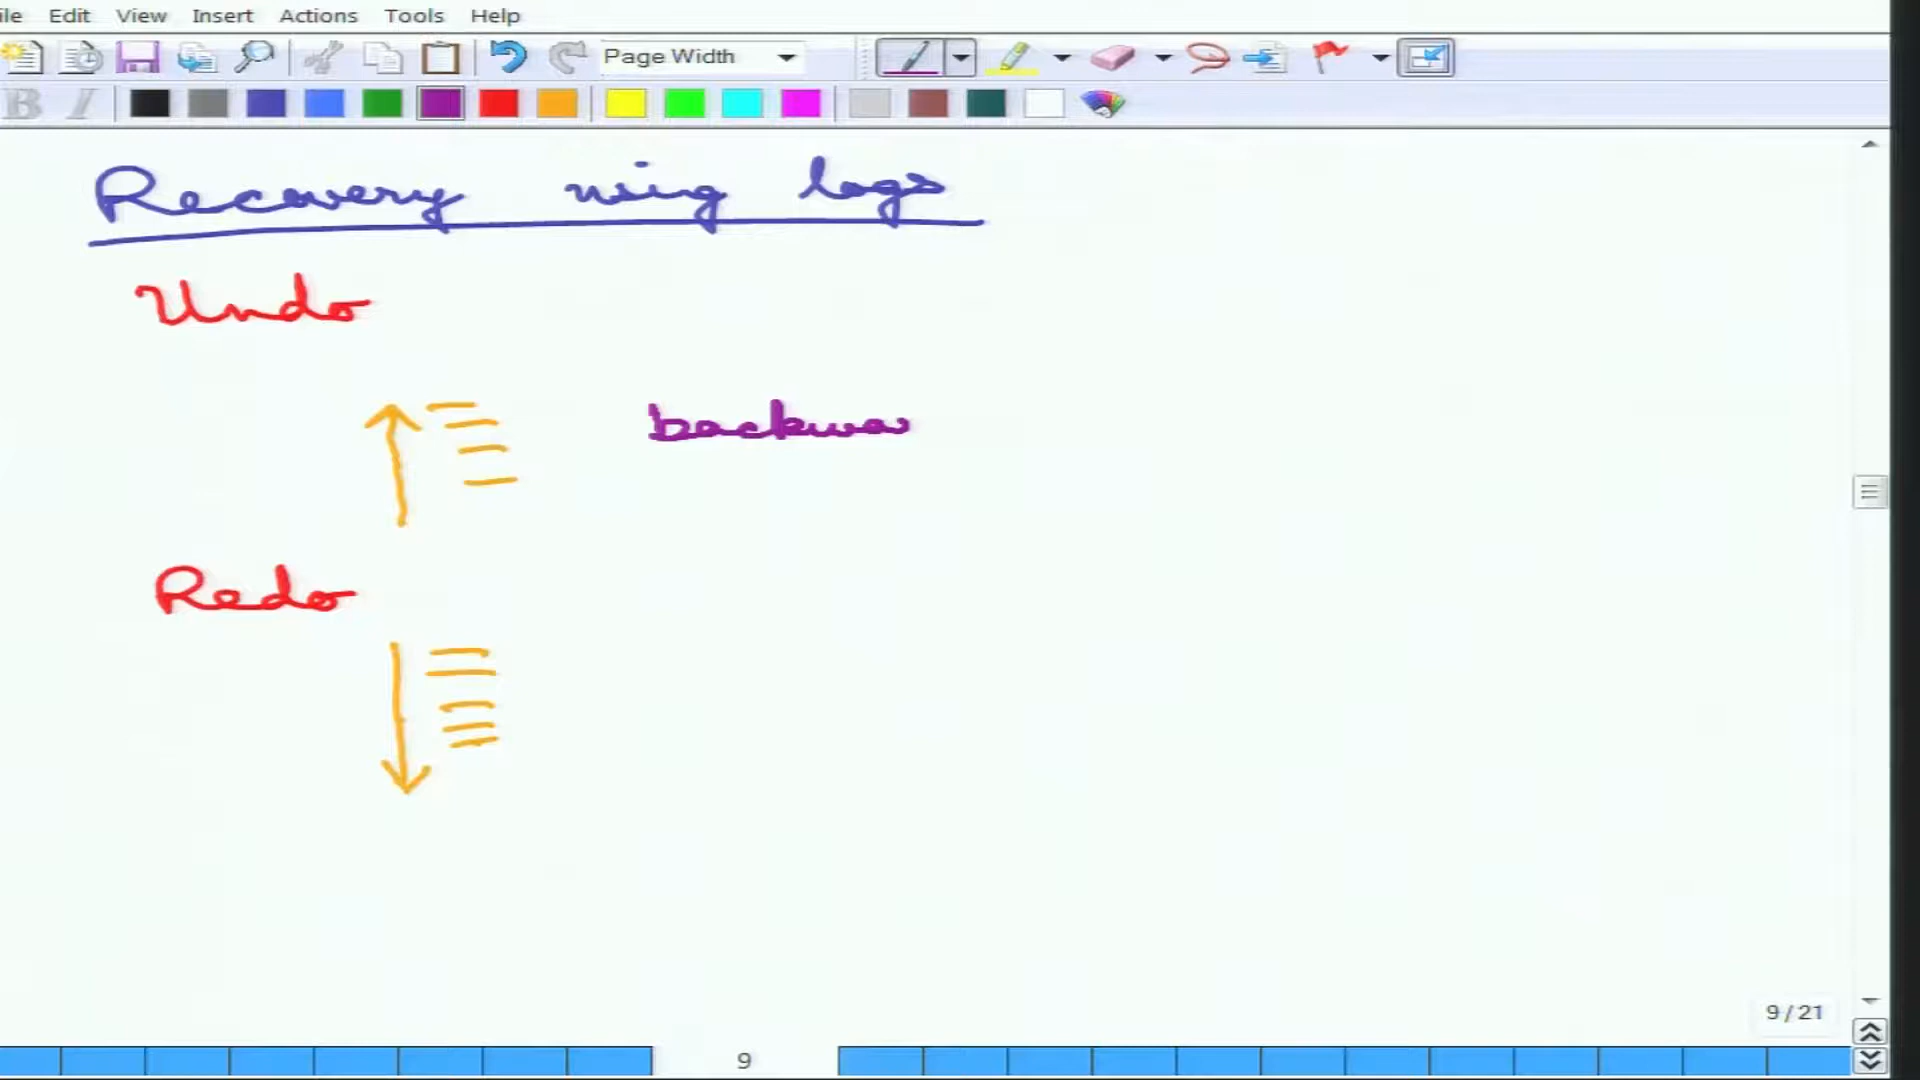 ile Edit View Insert Actions Tools Help
Page Width
B I
Recovery using logs
Undo
backwa
Redo
9 / 21
9